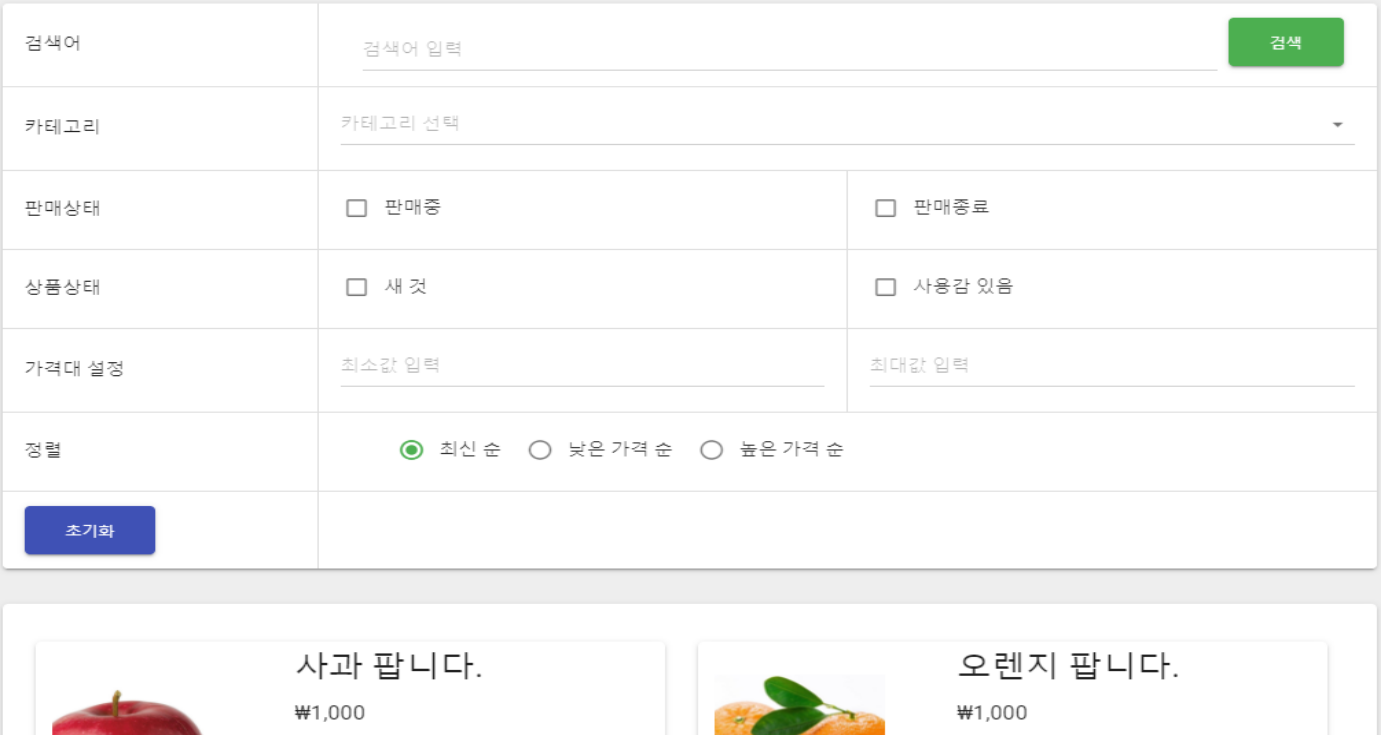 검색어
검색어 입력
검색
카테고리
카테고리 선택
판매상태
판매중
판매종료
상품상태
새 것
사용감 있음
가격대 설정
최소값 입력
최대값 입력
정렬
최신 순
낮은 가격 순
높은 가격 순
초기화
사과 팝니다.
₩1,000
오렌지 팝니다.
₩1,000